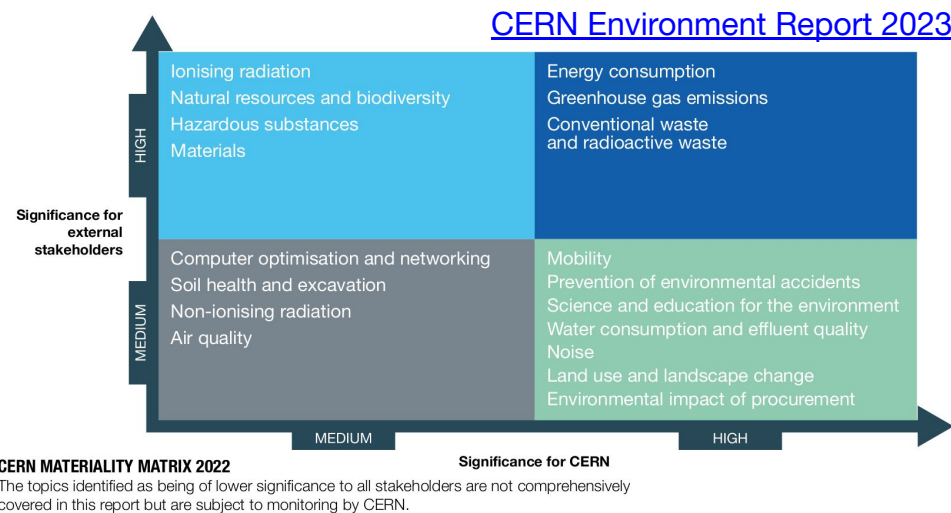 CERN Environment Report 2023
HIGH
Ionising radiation
Natural resources and biodiversity
Hazardous substances
Materials
Energy consumption
Greenhouse gas emissions
Conventional waste
and radioactive waste
Significance for
external
stakeholders
MEDIUM
Computer optimisation and networking
Soil health and excavation
Non-ionising radiation
Air quality
Mobility
Prevention of environmental accidents
Science and education for the environment
Water consumption and effluent quality
Noise
Land use and landscape change
Environmental impact of procurement
MEDIUM
HIGH
Significance for CERN
CERN MATERIALITY MATRIX 2022
The topics identified as being of lower significance to all stakeholders are not comprehensively
covered in this report but are subject to monitoring by CERN.